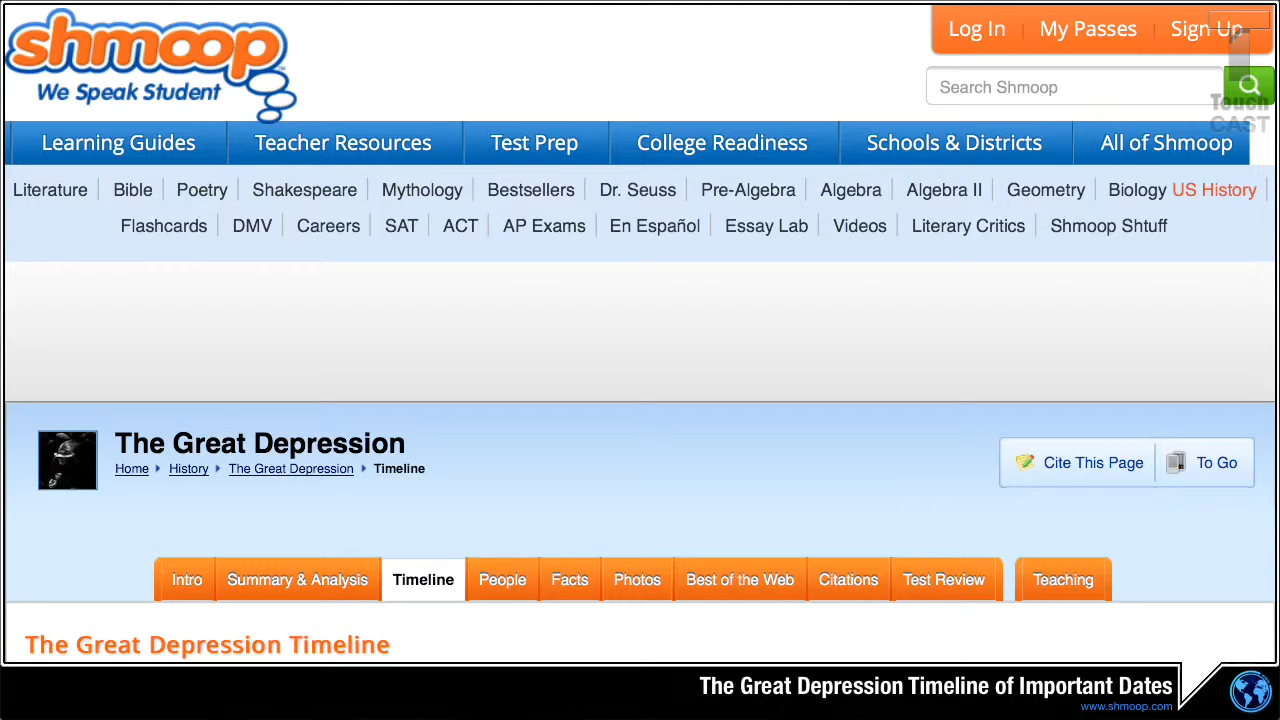 shmoop
We Speak Student
Log In
My Passes
Sign Up
Search Shmoop
Touch
CAST
Learning Guides
Teacher Resources
Test Prep
College Readiness
Schools & Districts
All of Shmoop
Literature Bible Poetry Shakespeare Mythology Bestsellers Dr. Seuss Pre-Algebra Algebra Algebra II Geometry Biology US History
Flashcards DMV Careers SAT ACT AP Exams En Español Essay Lab Videos Literary Critics Shmoop Shtuff
The Great Depression
Home History The Great Depression Timeline
Cite This Page
To Go
Intro
Summary & Analysis
Timeline
People
Facts
Photos
Best of the Web
Citations
Test Review
Teaching
The Great Depression Timeline
The Great Depression Timeline of Important Dates
www.shmoop.com